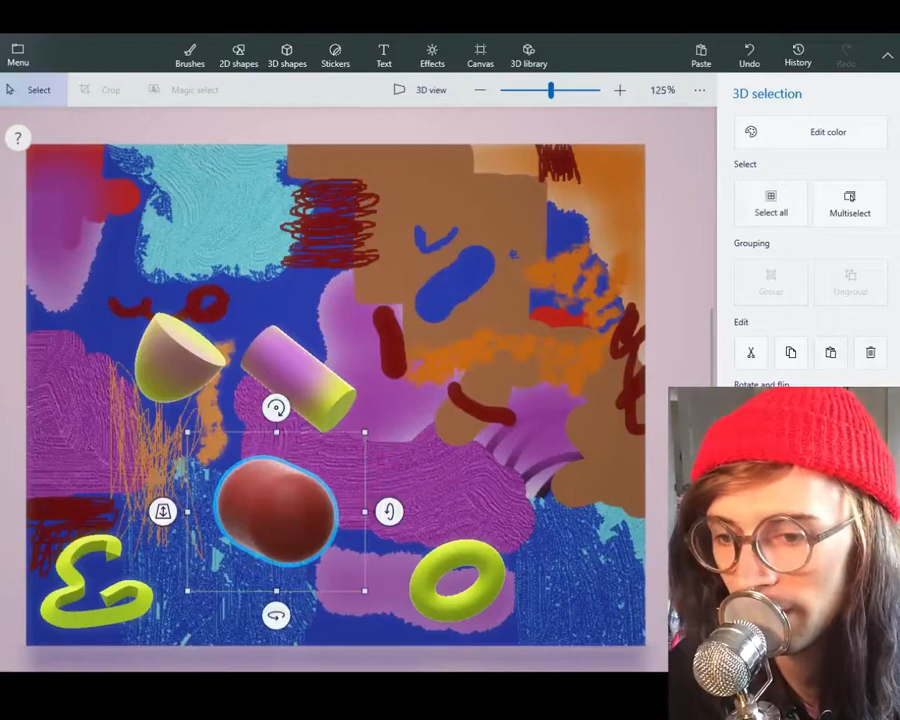 Menu
Brushes
2D shapes
3D shapes
Stickers
Text
Effects
Canvas
3D library
Paste
Undo
History
Redo
Select
Crop
Magic select
3D view
125%
3D selection
?
Edit color
Select
Select all
Multiselect
Grouping
Group
Ungroup
Edit
Rotate and flip